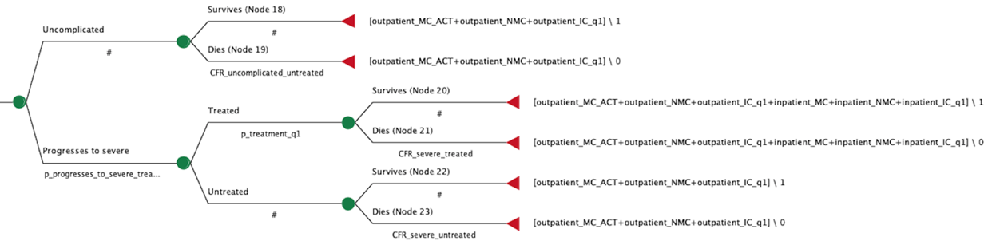 Survives (Node 18)
[outpatient_MC_ACT+outpatient_NMC+outpatient_IC_q1] \ 1
Uncomplicated
#
#
Dies (Node 19)
[outpatient_MC_ACT+outpatient_NMC+outpatient_IC_q1] \ 0
CFR_uncomplicated_untreated
Survives (Node 20)
[outpatient_MC_ACT+outpatient_NMC+outpatient_IC_q1+inpatient_MC+inpatient_NMC+inpatient_IC_q1] \ 1
Treated
#
p_treatment_q1
Dies (Node 21)
[outpatient_MC_ACT+outpatient_NMC+outpatient_IC_q1+inpatient_MC+inpatient_NMC+inpatient_IC_q1] \ 0
Progresses to severe
CFR_severe_treated
p_progresses_to_severe_trea...
Survives (Node 22)
[outpatient_MC_ACT+outpatient_NMC+outpatient_IC_q1] \ 1
Untreated
#
#
Dies (Node 23)
[outpatient_MC_ACT+outpatient_NMC+outpatient_IC_q1] \ 0
CFR_severe_untreated